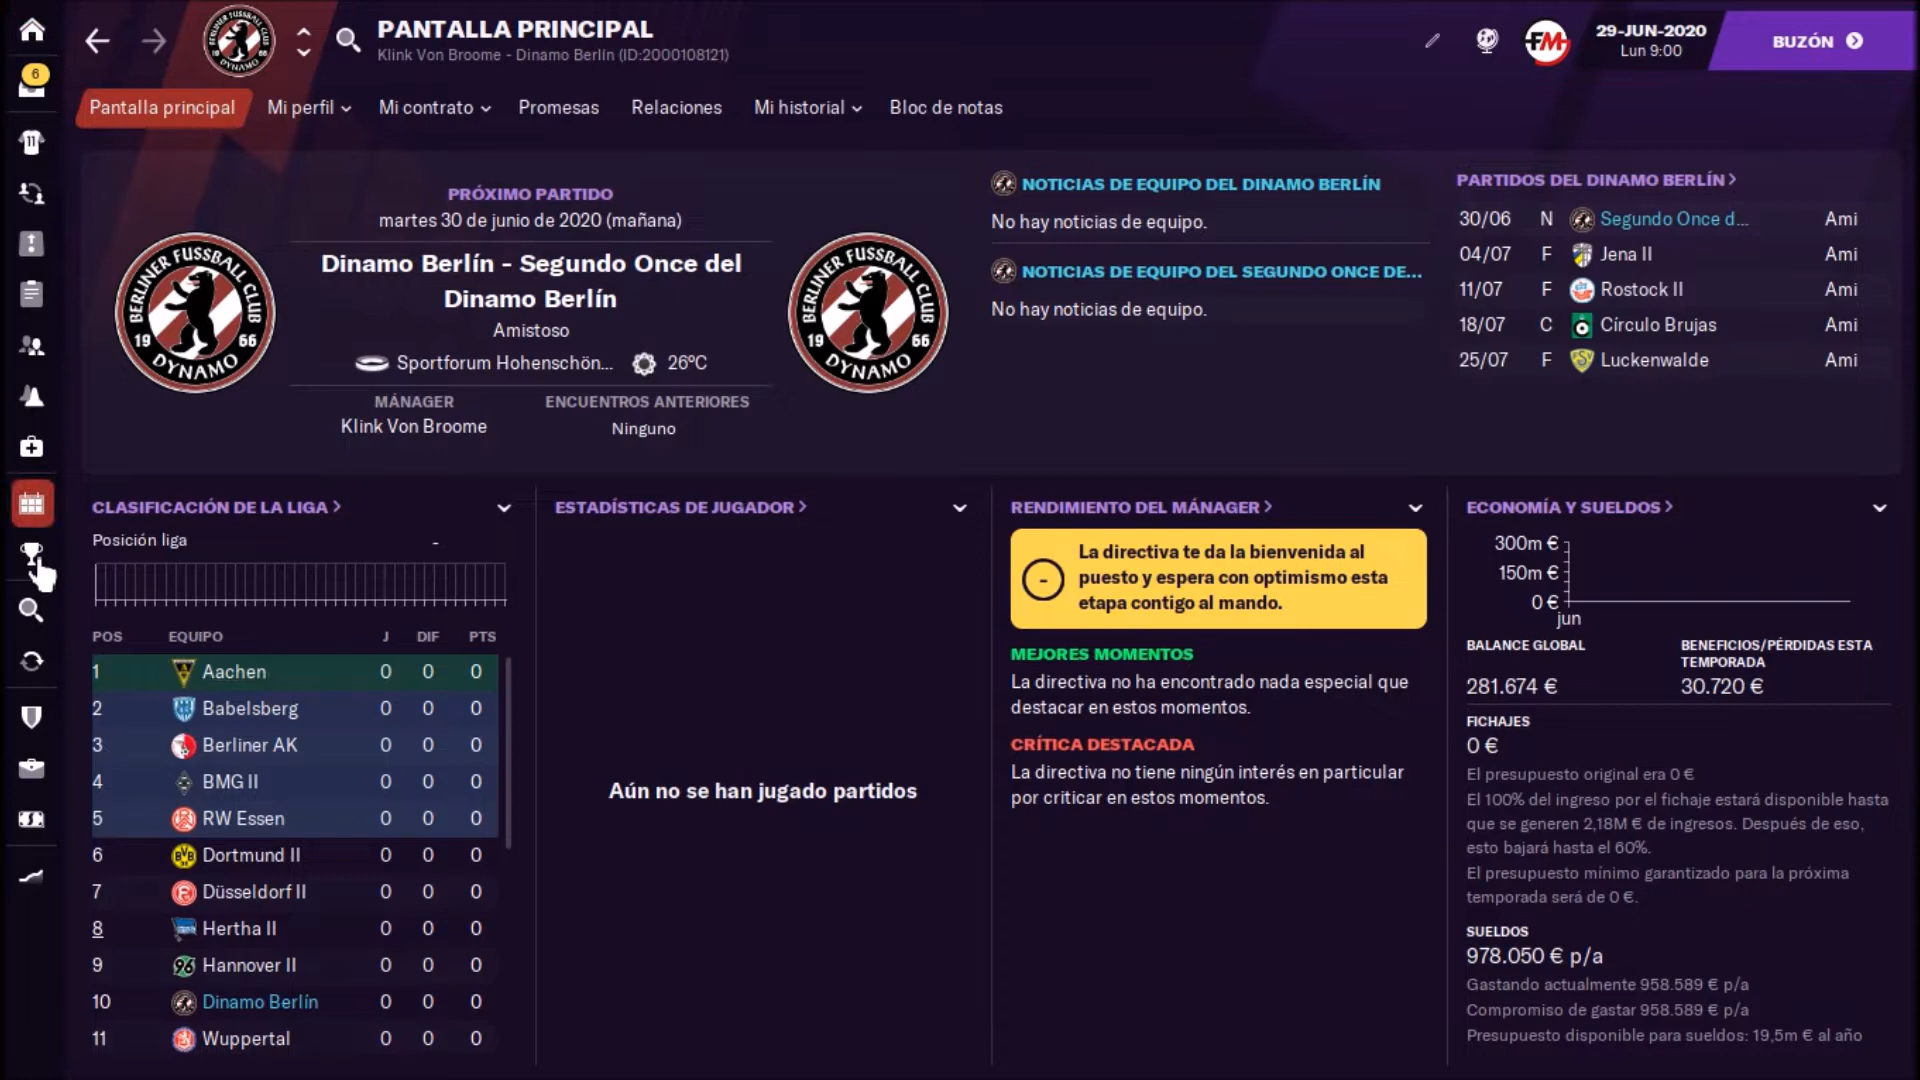 PANTALLA PRINCIPAL
Klink Von Broome - Dinamo Berlín (ID:2000108121)
FM
29-JUN-2020
Lun 9:00
BUZÓN
6
Pantalla principal
Mi perfil
Mi contrato
Promesas
Relaciones
Mi historial
Bloc de notas
11
PRÓXIMO PARTIDO
martes 30 de junio de 2020 (mañana)
BERLINER FUSSBALL CLUB
19 66
DYNAMO
Dinamo Berlín - Segundo Once del
Dinamo Berlín
Amistoso
Sportforum Hohenschön...
26ºC
MÁNAGER
Klink Von Broome
ENCUENTROS ANTERIORES
Ninguno
BERLINER FUSSBALL CLUB
19 66
DYNAMO
NOTICIAS DE EQUIPO DEL DINAMO BERLÍN
No hay noticias de equipo.
NOTICIAS DE EQUIPO DEL SEGUNDO ONCE DE...
No hay noticias de equipo.
PARTIDOS DEL DINAMO BERLÍN
30/06 N Segundo Once d... Ami
04/07 F Jena II Ami
11/07 F Rostock II Ami
18/07 C Círculo Brujas Ami
25/07 F Luckenwalde Ami
CLASIFICACIÓN DE LA LIGA
Posición liga -
POS EQUIPO J DIF PTS
1 Aachen 0 0 0
2 Babelsberg 0 0 0
3 Berliner AK 0 0 0
4 BMG II 0 0 0
5 RW Essen 0 0 0
6 Dortmund II 0 0 0
7 Düsseldorf II 0 0 0
8 Hertha II 0 0 0
9 Hannover II 0 0 0
10 Dinamo Berlín 0 0 0
11 Wuppertal 0 0 0
ESTADÍSTICAS DE JUGADOR
Aún no se han jugado partidos
RENDIMIENTO DEL MÁNAGER
-
La directiva te da la bienvenida al
puesto y espera con optimismo esta
etapa contigo al mando.
MEJORES MOMENTOS
La directiva no ha encontrado nada especial que
destacar en estos momentos.
CRÍTICA DESTACADA
La directiva no tiene ningún interés en particular
por criticar en estos momentos.
ECONOMÍA Y SUELDOS
300m €
150m €
0 €
jun
BALANCE GLOBAL
281.674 €
BENEFICIOS/PÉRDIDAS ESTA
TEMPORADA
30.720 €
FICHAJES
0 €
El presupuesto original era 0 €
El 100% del ingreso por el fichaje estará disponible hasta
que se generen 2,18M € de ingresos. Después de eso,
esto bajará hasta el 60%.
El presupuesto mínimo garantizado para la próxima
temporada será de 0 €.
SUELDOS
978.050 € p/a
Gastando actualmente 958.589 € p/a
Compromiso de gastar 958.589 € p/a
Presupuesto disponible para sueldos: 19,5m € al año